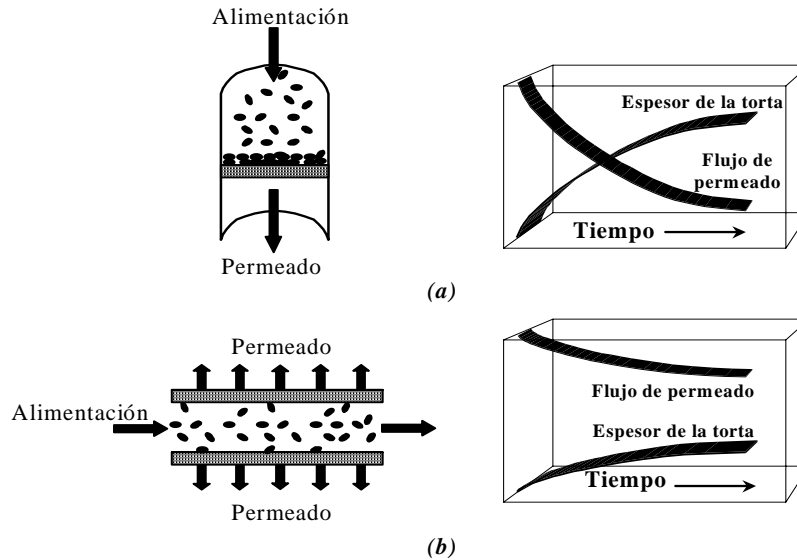 Alimentación
Permeado
Espesor de la torta
Flujo de
permeado
Tiempo
(a)
Permeado
Alimentación
Permeado
Flujo de permeado
Espesor de la torta
Tiempo
(b)